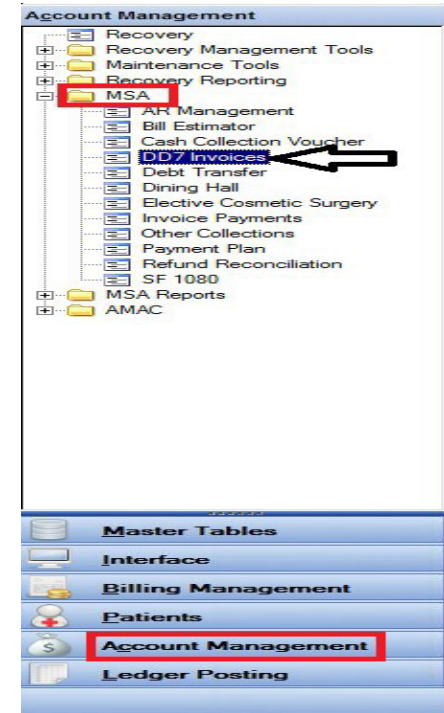 Account Management
Recovery
Recovery Management Tools
Maintenance Tools
Recovery Reporting
MSA
AR Management
Bill Estimator
Cash Collection Voucher
DD7 Invoices
Debt Transfer
Dining Hall
Elective Cosmetic Surgery
Invoice Payments
Other Collections
Payment Plan
Refund Reconciliation
SF 1080
MSA Reports
AMAC
Master Tables
Interface
Billing Management
Patients
Account Management
Ledger Posting